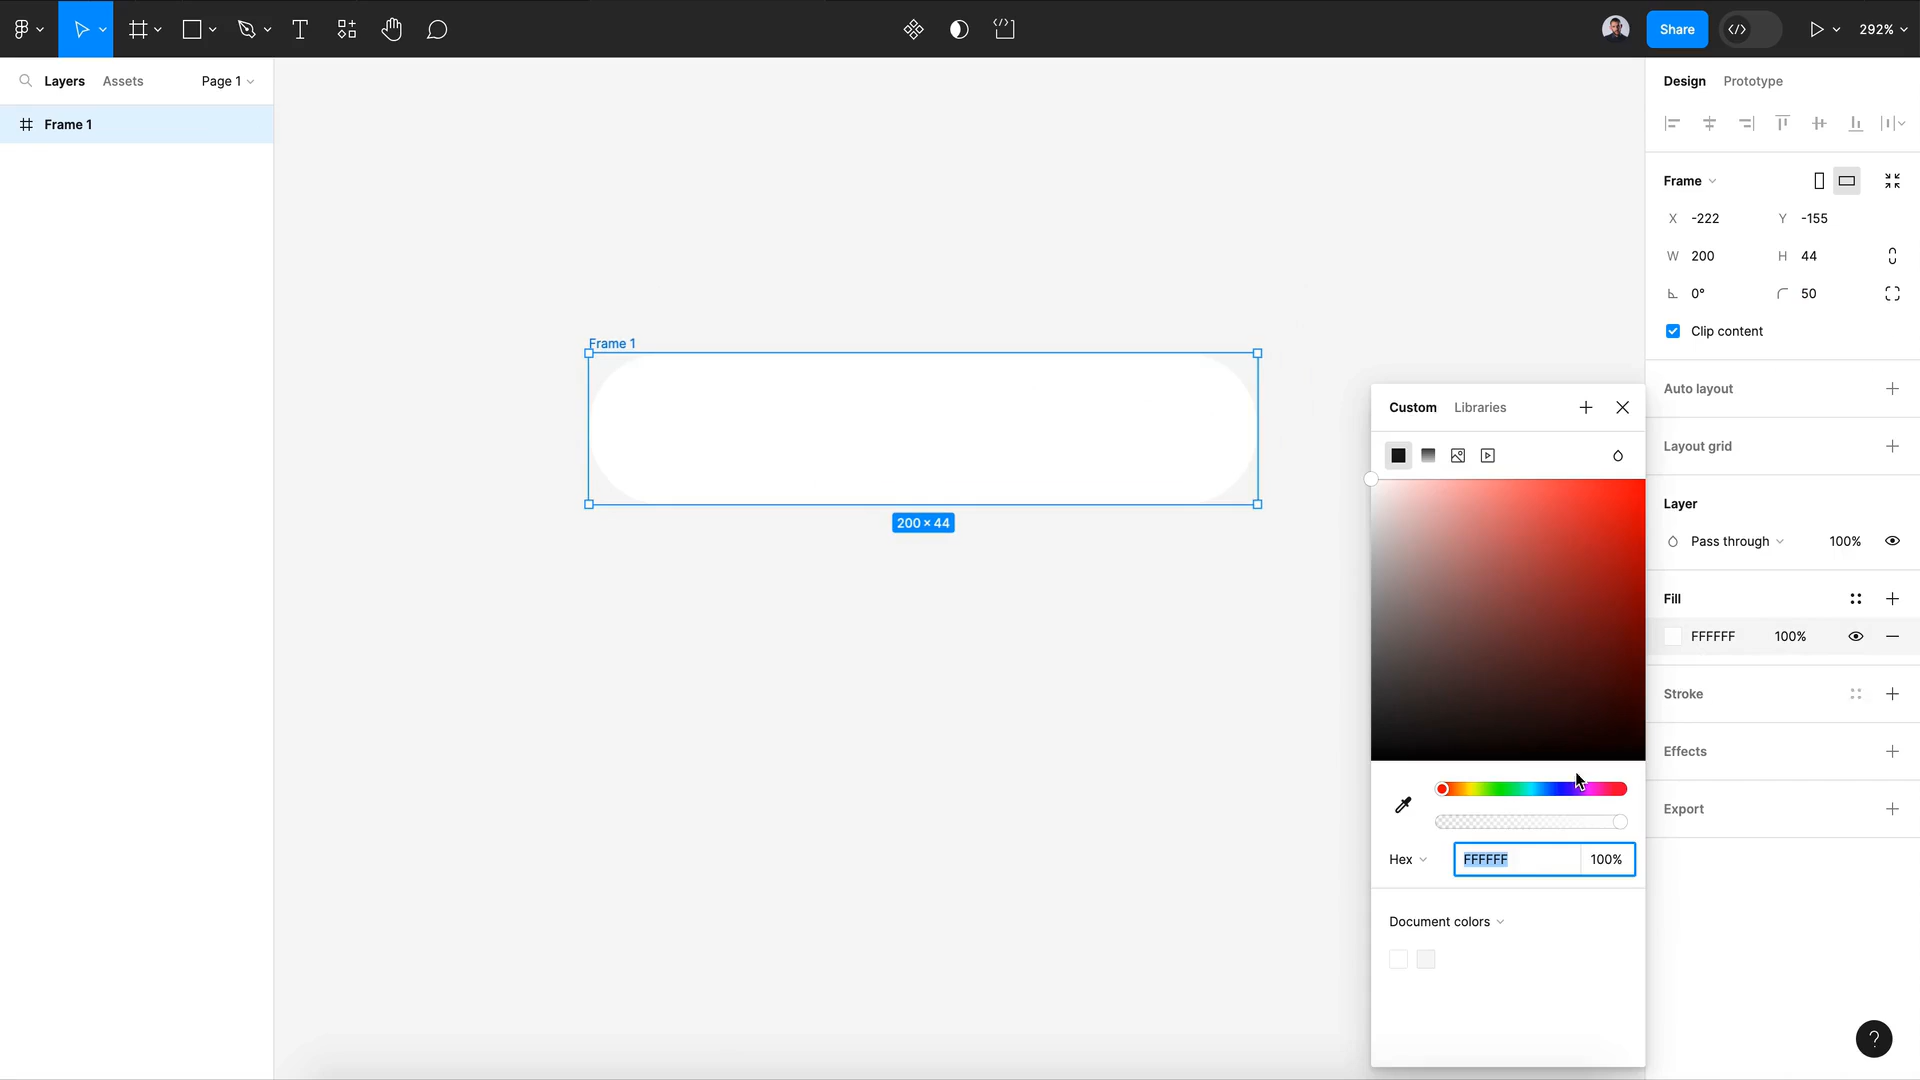 Share
292%
Layers
Assets
Page 1
Frame 1
Frame 1
200 × 44
Custom
Libraries
Hex
FFFFFF
100%
Document colors
Design
Prototype
Frame
X -222
Y -155
W 200
H 44
0°
50
Clip content
Auto layout
Layout grid
Layer
Pass through
100%
Fill
FFFFFF
100%
Stroke
Effects
Export
?